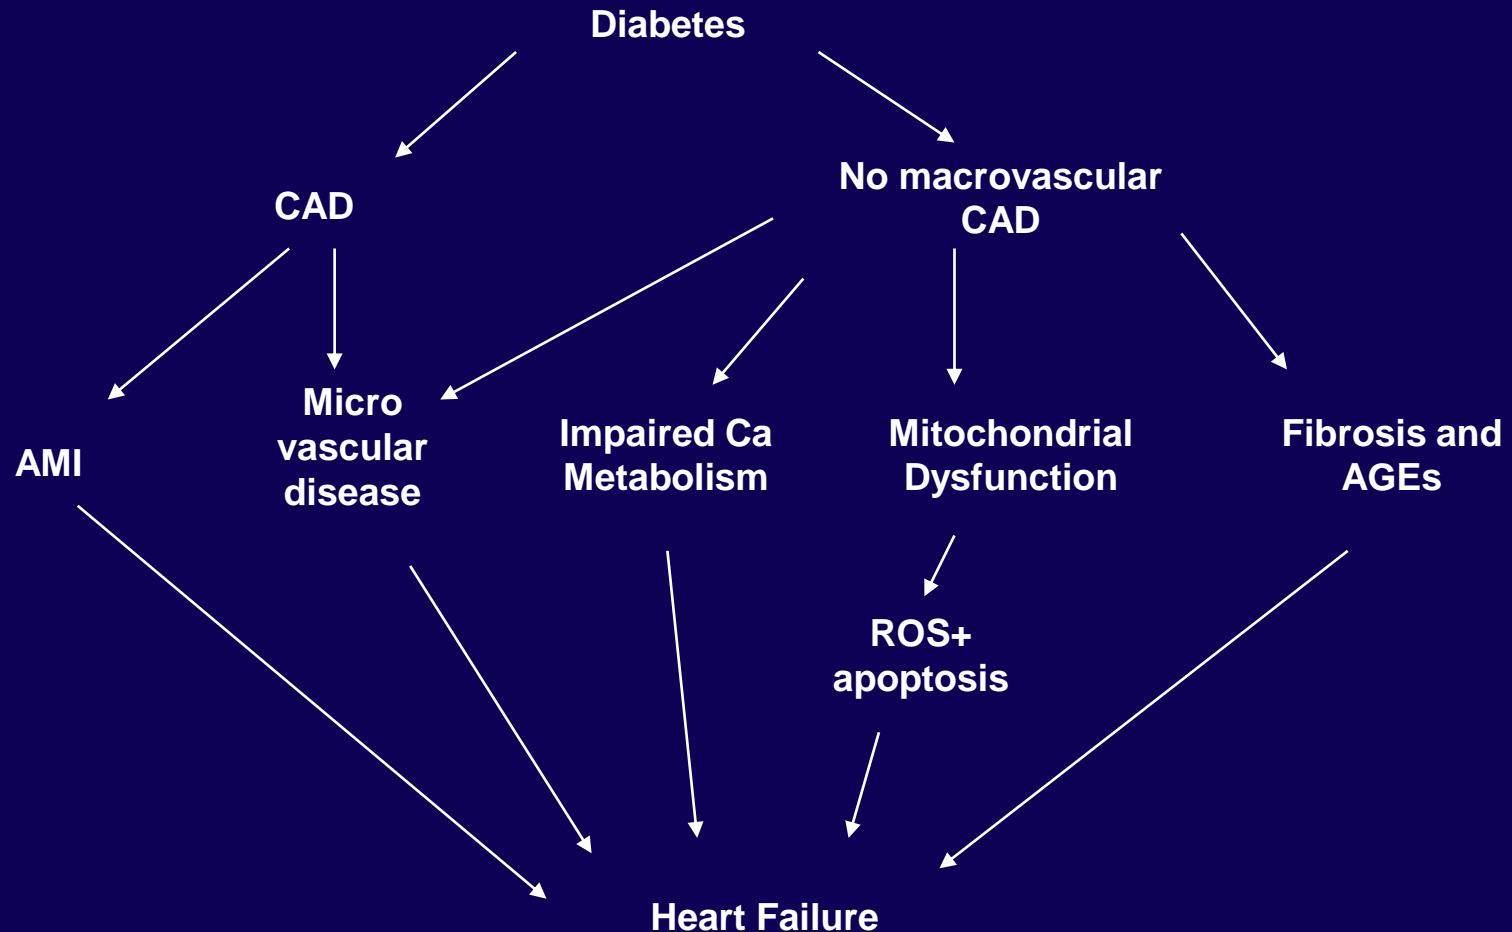 Diabetes
CAD
No macrovascular
CAD
AMI
Micro
vascular
disease
Impaired Ca
Metabolism
Mitochondrial
Dysfunction
Fibrosis and
AGEs
ROS+
apoptosis
Heart Failure